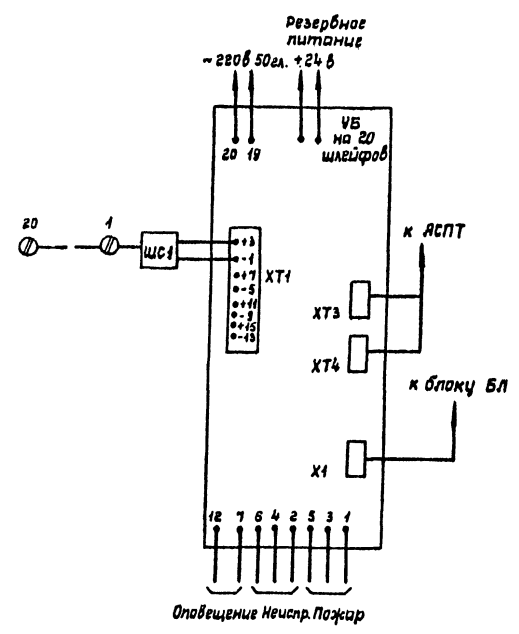 Резервное
питание
~ 220в 50гц. + 24 в
20 19
УБ
на 20
шлейфов
20 1
ШС1
+3
-1
+7
-5
+11
-9
+15
-13
ХТ1
к АСПТ
ХТ3
ХТ4
к блоку БЛ
Х1
12 7 6 4 2 5 3 1
Оповещение Неиспр. Пожар